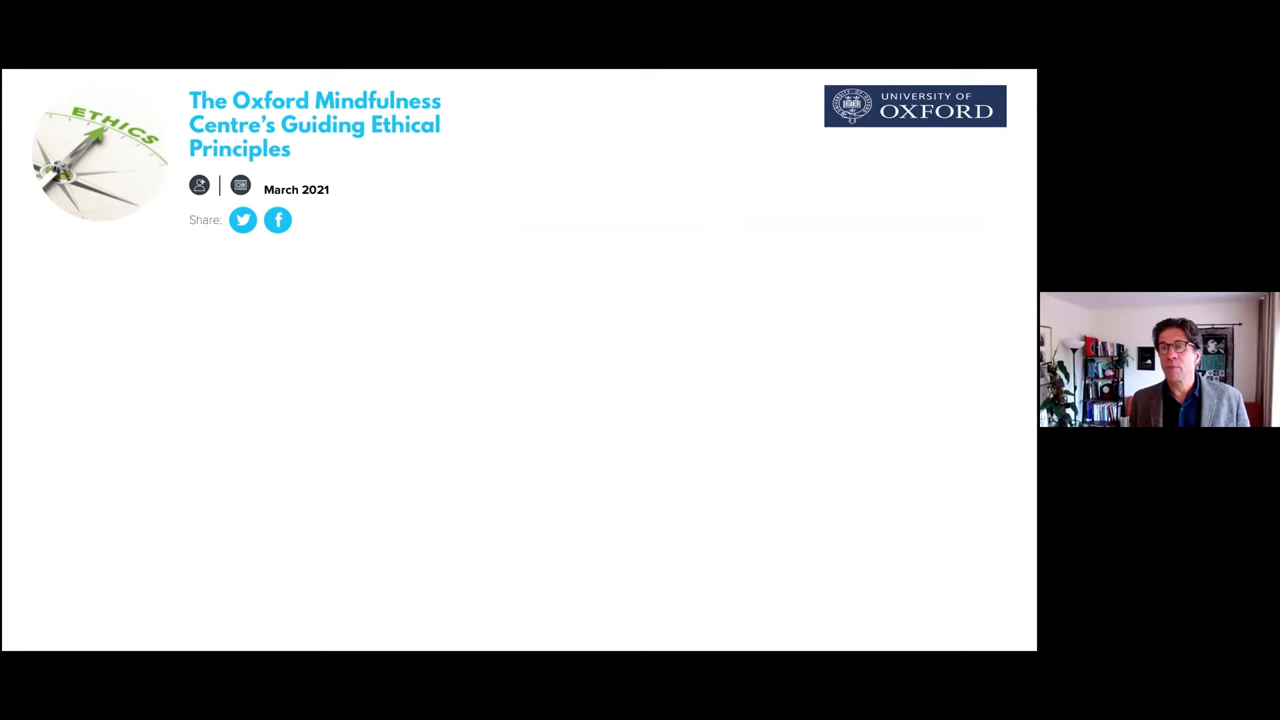 ETHICS
The Oxford Mindfulness
Centre's Guiding Ethical
Principles
March 2021
Share:
UNIVERSITY OF
OXFORD